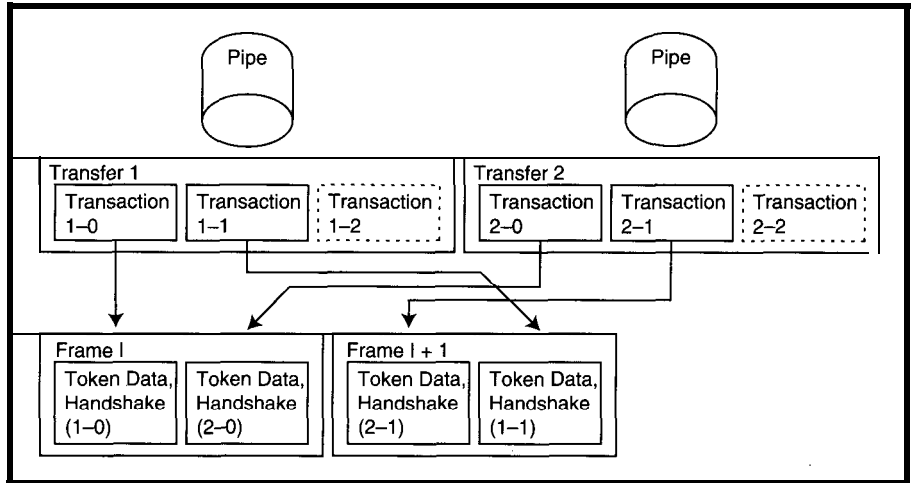 Pipe
Pipe
Transfer 1
Transaction
1–0
Transaction
1–1
Transaction
1–2
Transfer 2
Transaction
2–0
Transaction
2–1
Transaction
2–2
Frame I
Token Data,
Handshake
(1–0)
Token Data,
Handshake
(2–0)
Frame I + 1
Token Data,
Handshake
(2–1)
Token Data,
Handshake
(1–1)